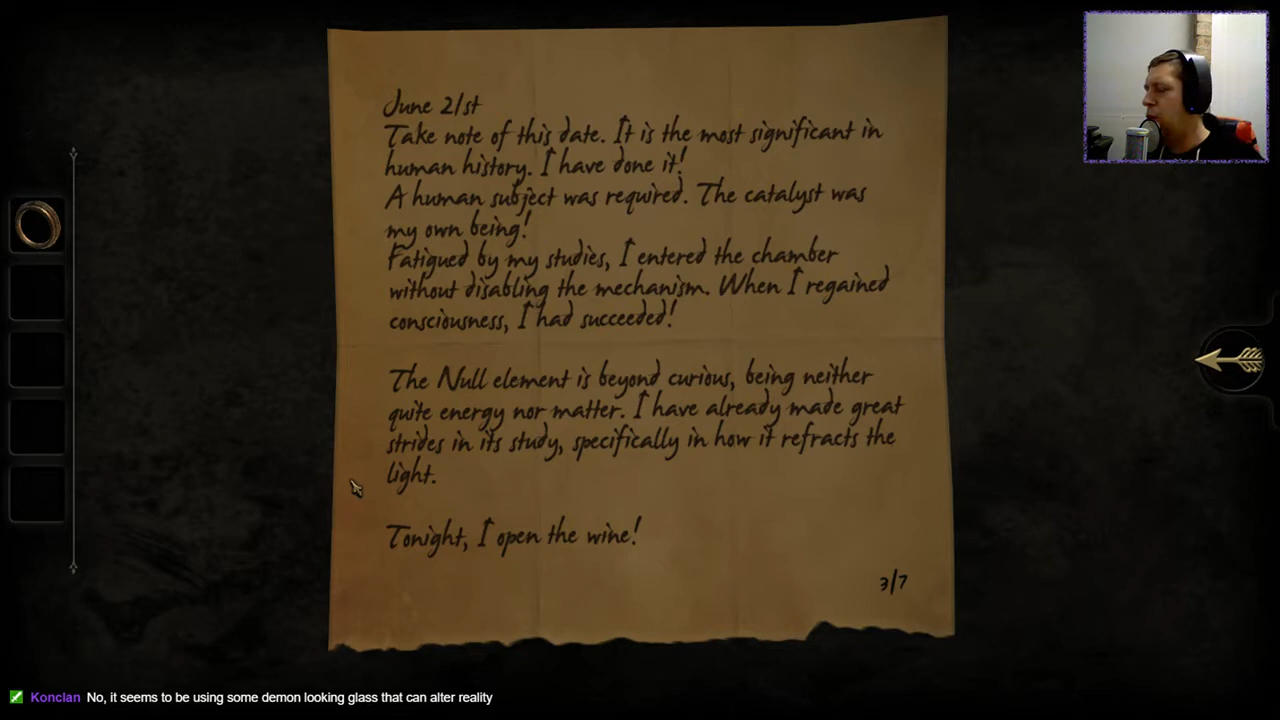 June 21st
Take note of this date. It is the most significant in
human history. I have done it!
A human subject was required. The catalyst was
my own being!
Fatigued by my studies, I entered the chamber
without disabling the mechanism. When I regained
consciousness, I had succeeded!
The Null element is beyond curious, being neither
quite energy nor matter. I have already made great
strides in its study, specifically in how it refracts the
light.
Tonight, I open the wine!
3/7
Konclan No, it seems to be using some demon looking glass that can alter reality